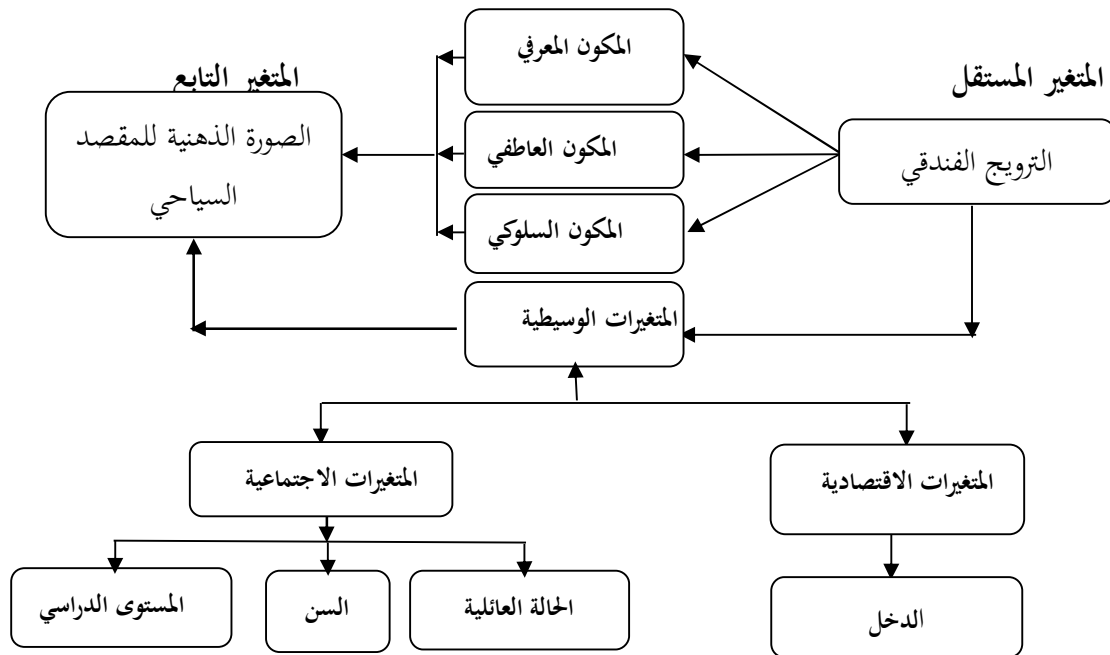 المكون المعرفي
المتغير المستقل
المتغير التابع
الترويج الفندقي
المكون العاطفي
الصورة الذهنية للمقصد
السياحي
المكون السلوكي
المتغيرات الوسيطية
المتغيرات الاقتصادية
المتغيرات الاجتماعية
الدخل
الحالة العائلية
السن
المستوى الدراسي